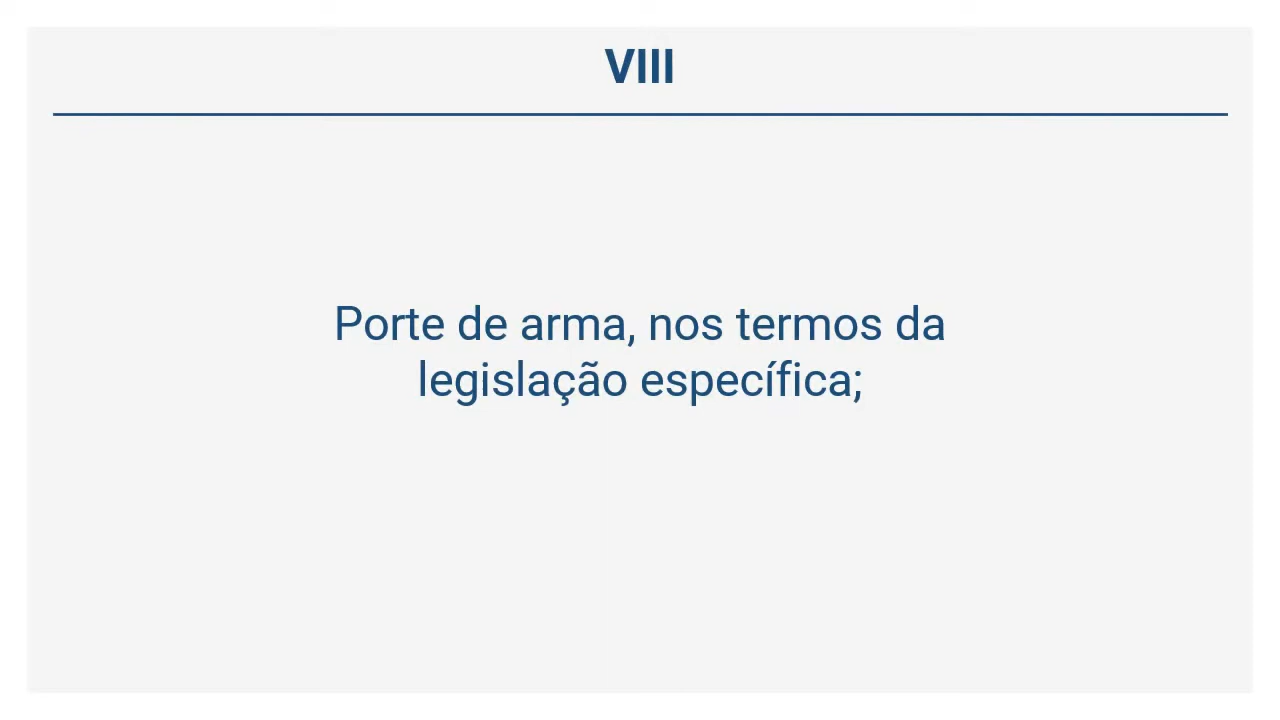 VIII
Porte de arma, nos termos da
legislação específica;